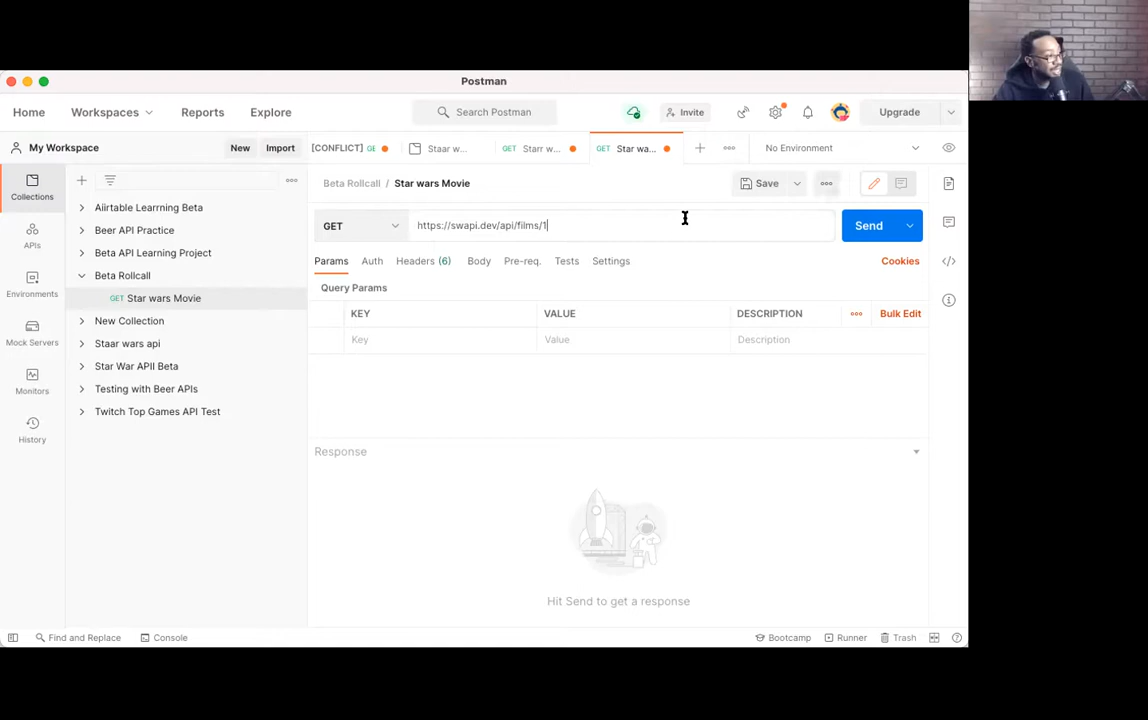 Postman
Home Workspaces Reports Explore Search Postman Invite Upgrade
My Workspace New Import [CONFLICT] GE Staar w... GET Starr w... GET Star wa... No Environment
Collections
APIs
Environments
Mock Servers
Monitors
History
Aiirtable Learrning Beta
Beer API Practice
Beta API Learning Project
Beta Rollcall
GET Star wars Movie
New Collection
Staar wars api
Star War APII Beta
Testing with Beer APIs
Twitch Top Games API Test
Beta Rollcall / Star wars Movie Save
GET https://swapi.dev/api/films/1 Send
Params Auth Headers (6) Body Pre-req. Tests Settings Cookies
Query Params
KEY VALUE DESCRIPTION Bulk Edit
Key Value Description
Response
Hit Send to get a response
Find and Replace Console Bootcamp Runner Trash